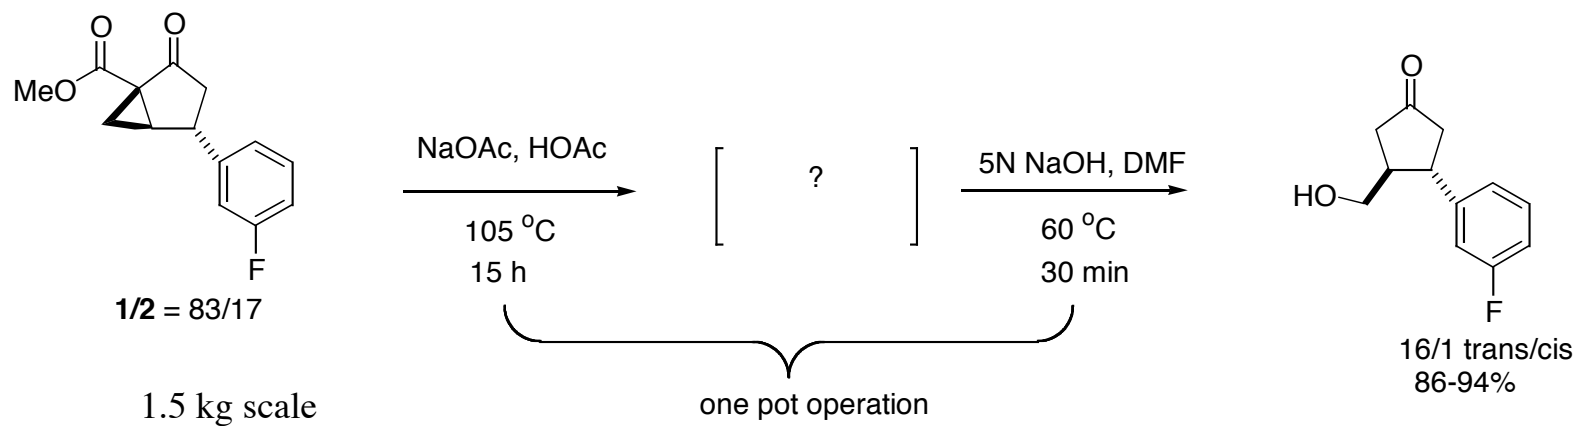 O
O
MeO
F
1/2 = 83/17
1.5 kg scale
NaOAc, HOAc
105 °C
15 h
?
5N NaOH, DMF
60 °C
30 min
one pot operation
O
HO
F
16/1 trans/cis
86-94%